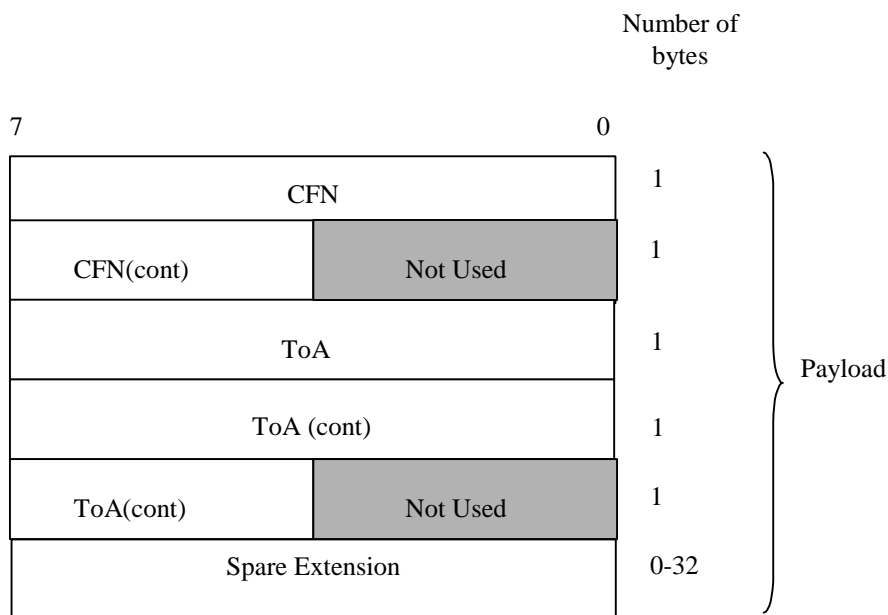 Number of
bytes
7 0
CFN 1
CFN(cont) Not Used 1
ToA 1
Payload
ToA (cont) 1
ToA(cont) Not Used 1
Spare Extension 0-32